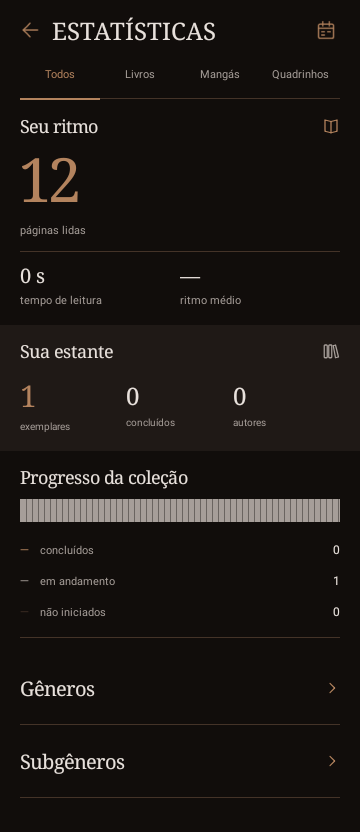 ESTATÍSTICAS
Todos Livros Mangás Quadrinhos
Seu ritmo
12
páginas lidas
0 s —
tempo de leitura ritmo médio
Sua estante
1 0 0
exemplares concluídos autores
Progresso da coleção
concluídos 0
em andamento 1
não iniciados 0
Gêneros
Subgêneros